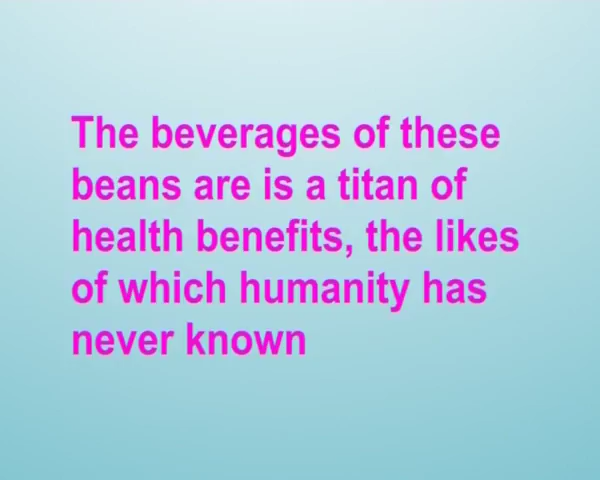 The beverages of these
beans are is a titan of
health benefits, the likes
of which humanity has
never known